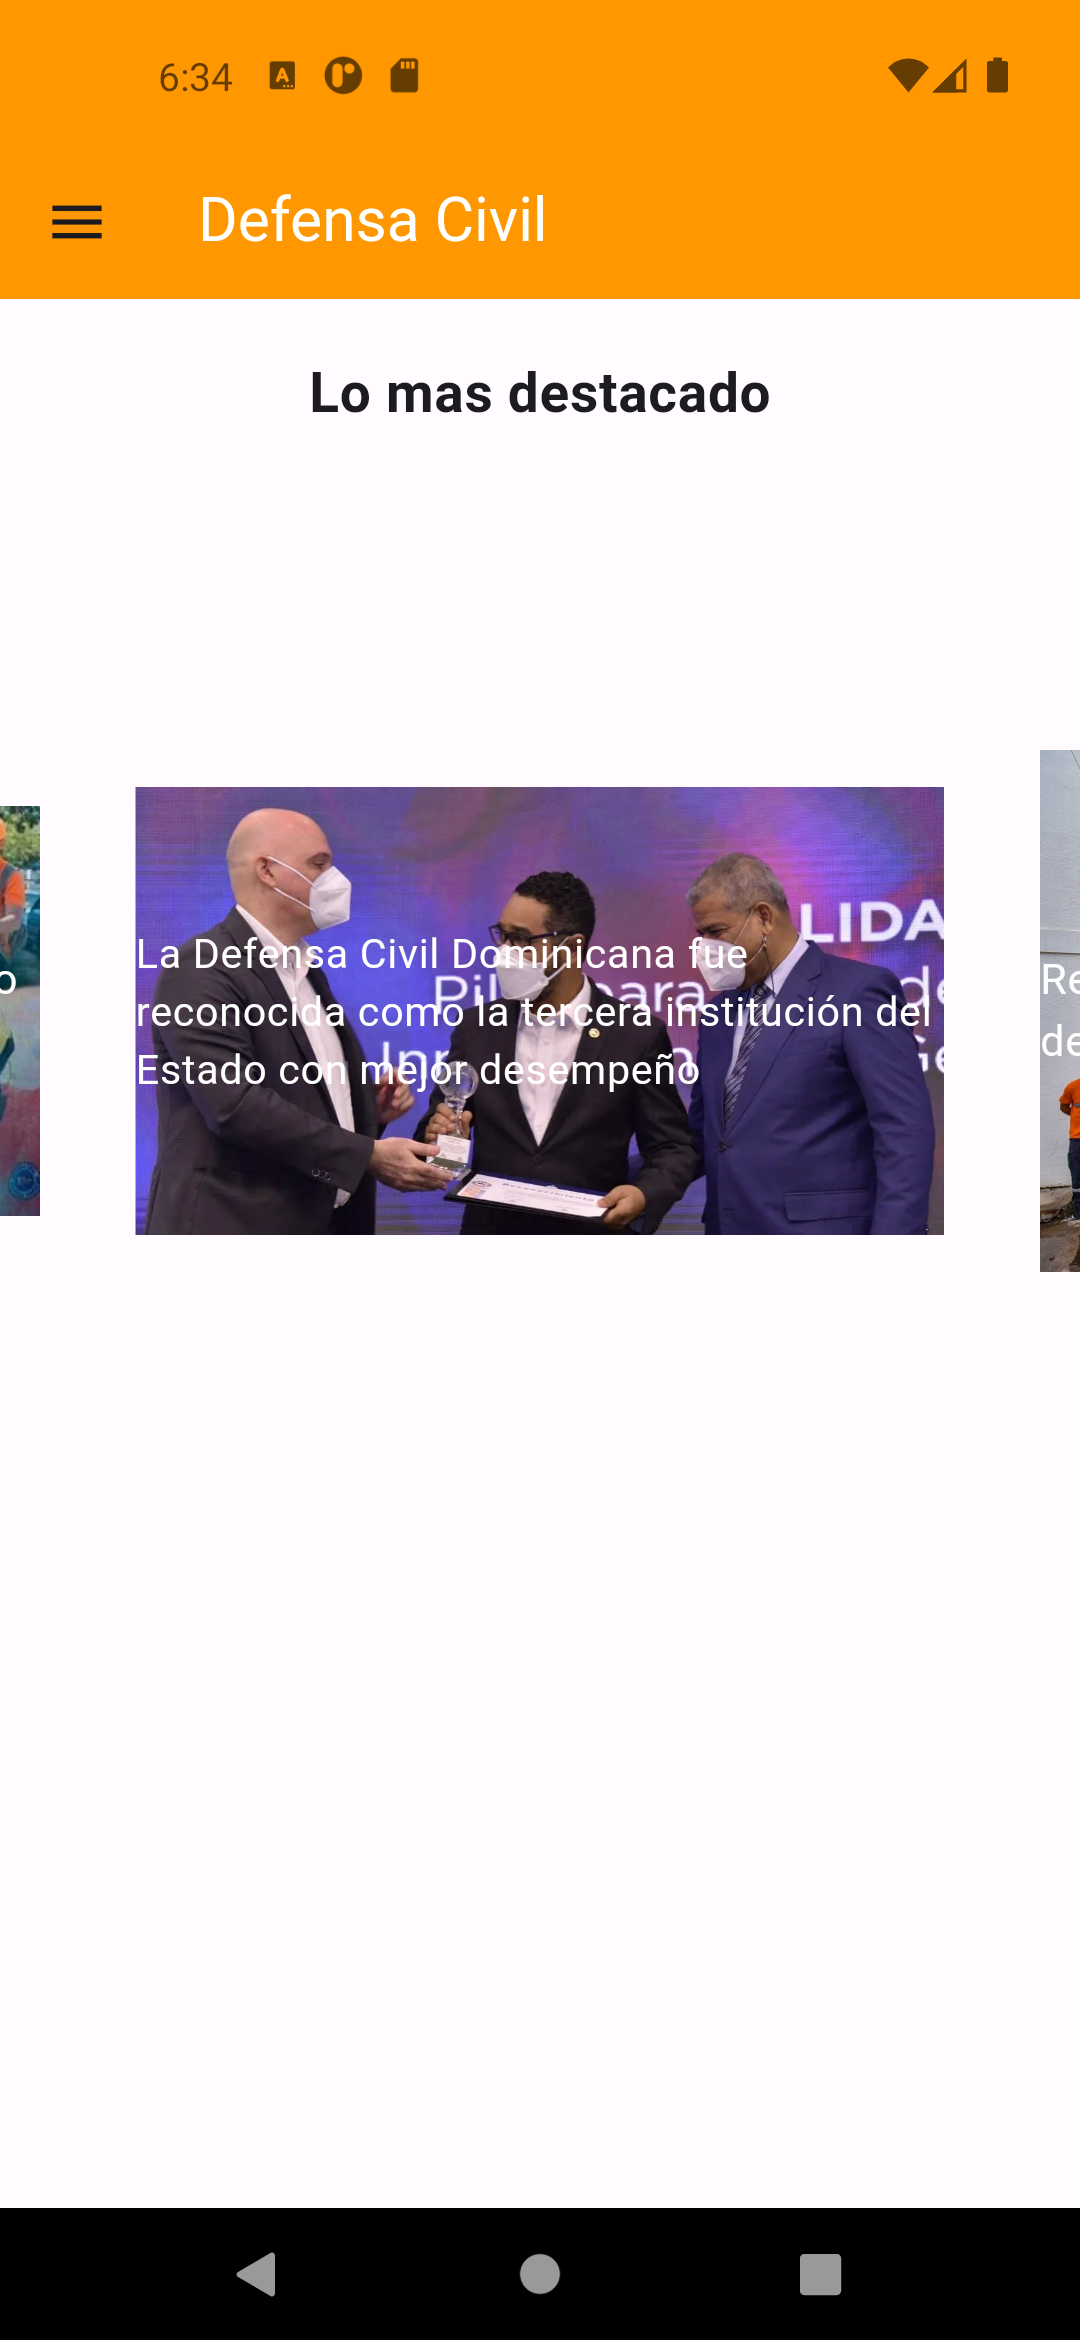 6:34
Defensa Civil
Lo mas destacado
o
La Defensa Civil Dominicana fue
reconocida como la tercera institución del
Estado con mejor desempeño
LIDA
Re
de